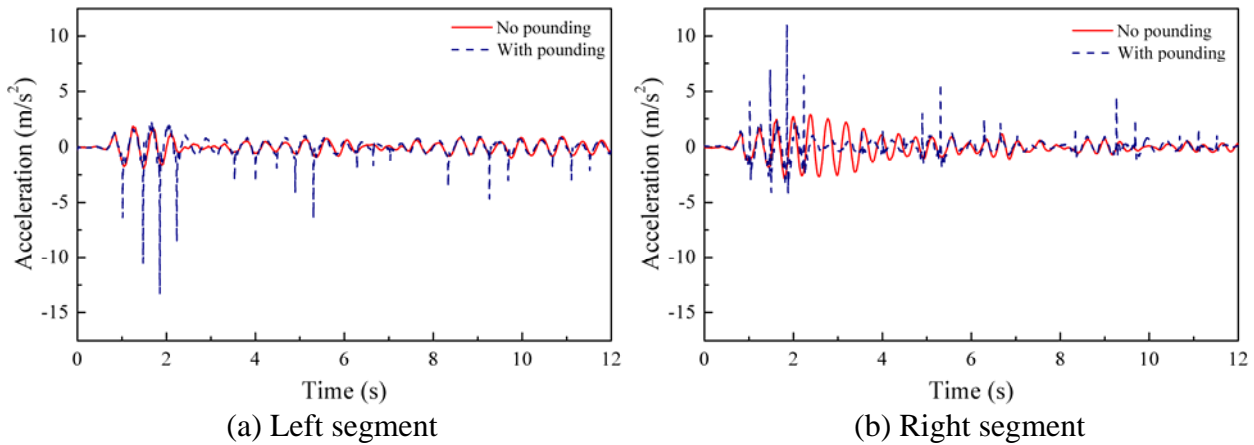 10
5
0
-5
-10
-15
Acceleration (m/s²)
No pounding
With pounding
0 2 4 6 8 10 12
Time (s)
(a) Left segment
10
5
0
-5
-10
-15
Acceleration (m/s²)
No pounding
With pounding
0 2 4 6 8 10 12
Time (s)
(b) Right segment